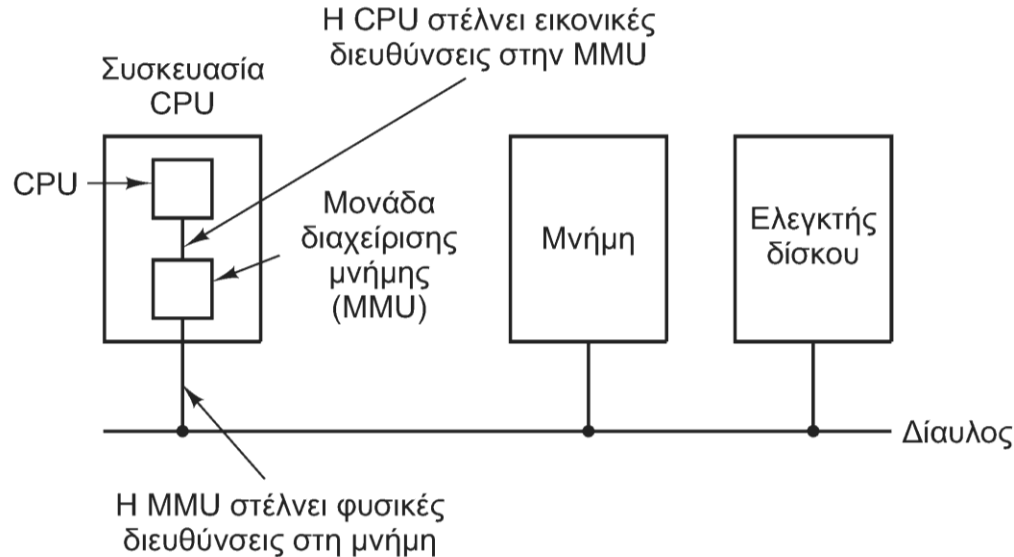 Η CPU στέλνει εικονικές
διευθύνσεις στην MMU
Συσκευασία
CPU
CPU
Μονάδα
διαχείρισης
μνήμης
(MMU)
Μνήμη
Ελεγκτής
δίσκου
Δίαυλος
Η MMU στέλνει φυσικές
διευθύνσεις στη μνήμη